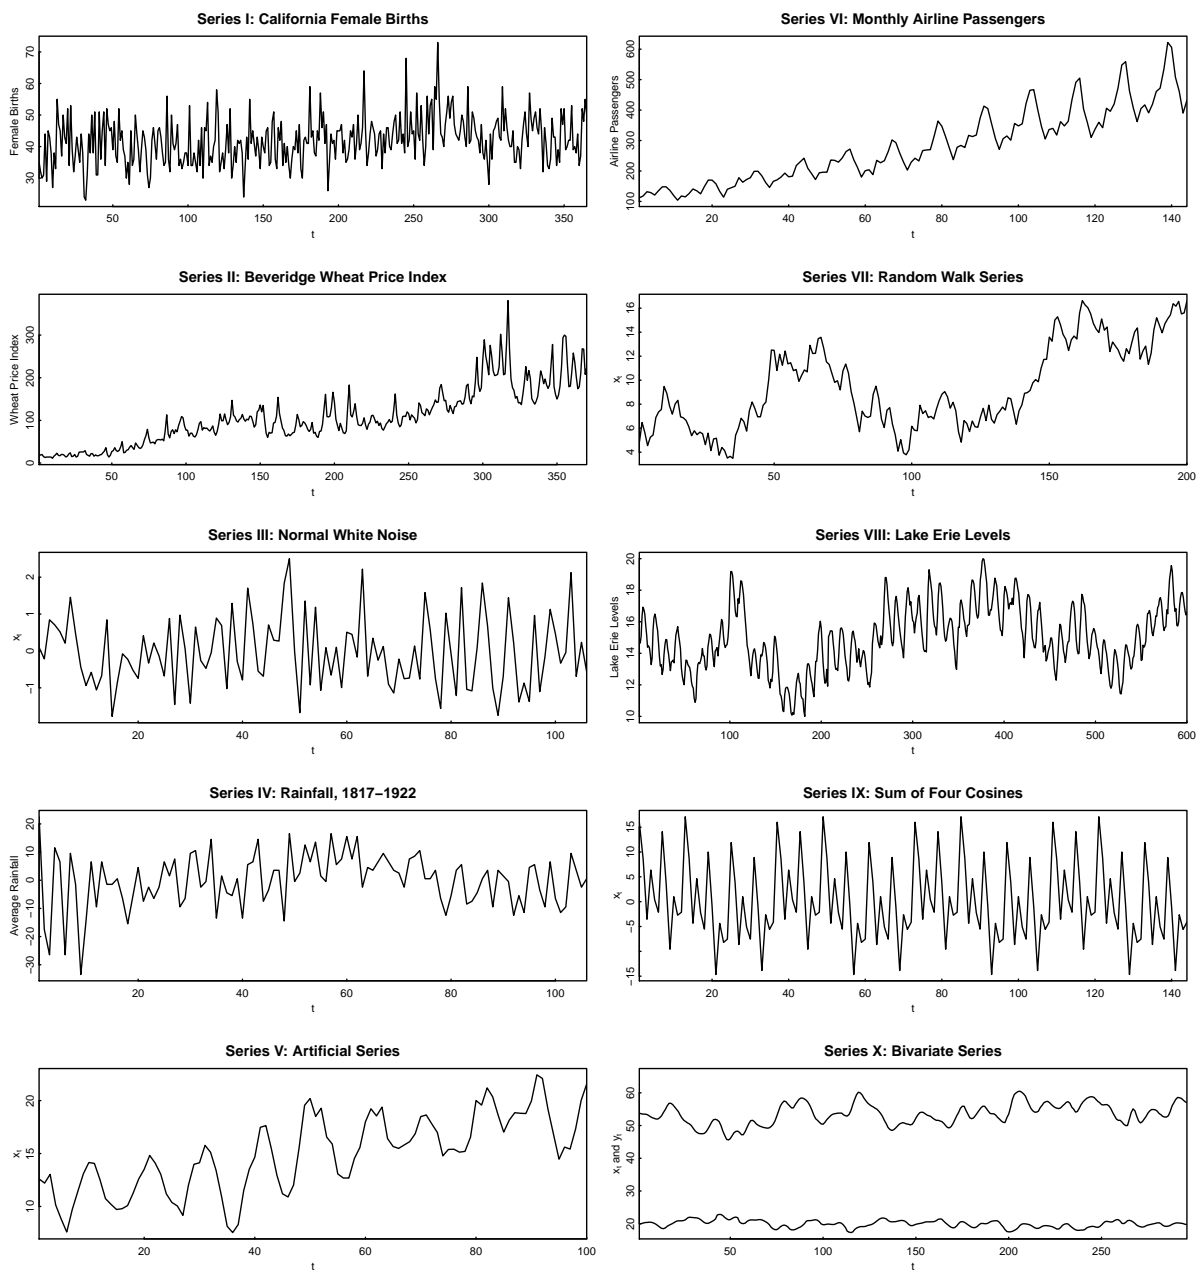 Series I: California Female Births
Female Births
30 40 50 60 70
50 100 150 200 250 300 350
t
Series VI: Monthly Airline Passengers
Airline Passengers
100 200 300 400 500 600
20 40 60 80 100 120 140
t
Series II: Beveridge Wheat Price Index
Wheat Price Index
0 100 200 300
50 100 150 200 250 300 350
t
Series VII: Random Walk Series
xt
4 6 8 10 12 14 16
50 100 150 200
t
Series III: Normal White Noise
xt
−1 0 1 2
20 40 60 80 100
t
Series VIII: Lake Erie Levels
Lake Erie Levels
10 12 14 16 18 20
100 200 300 400 500 600
t
Series IV: Rainfall, 1817−1922
Average Rainfall
−30 −20 −10 0 10 20
20 40 60 80 100
t
Series IX: Sum of Four Cosines
xt
−15 −5 0 5 10 15
20 40 60 80 100 120 140
t
Series V: Artificial Series
xt
10 15 20
20 40 60 80 100
t
Series X: Bivariate Series
xt and yt
20 30 40 50 60
50 100 150 200 250
t